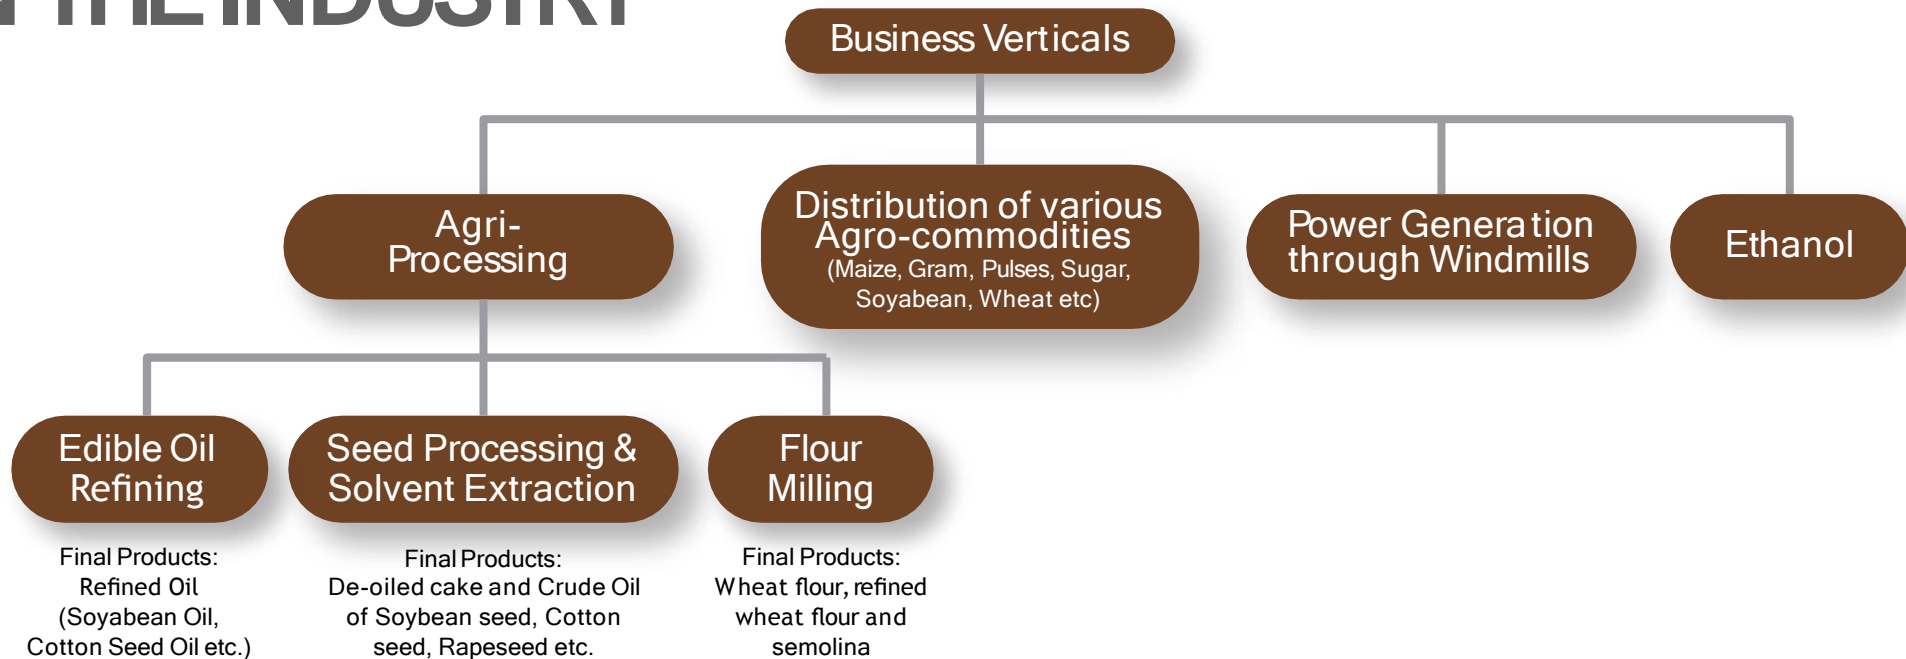 THE INDUSTRY
Business Verticals
Agri-
Processing
Distribution of various
Agro-commodities
(Maize, Gram, Pulses, Sugar,
Soyabean, Wheat etc)
Power Generation
through Windmills
Ethanol
Edible Oil
Refining
Seed Processing &
Solvent Extraction
Flour
Milling
Final Products:
Refined Oil
(Soyabean Oil,
Cotton Seed Oil etc.)
Final Products:
De-oiled cake and Crude Oil
of Soybean seed, Cotton
seed, Rapeseed etc.
Final Products:
Wheat flour, refined
wheat flour and
semolina